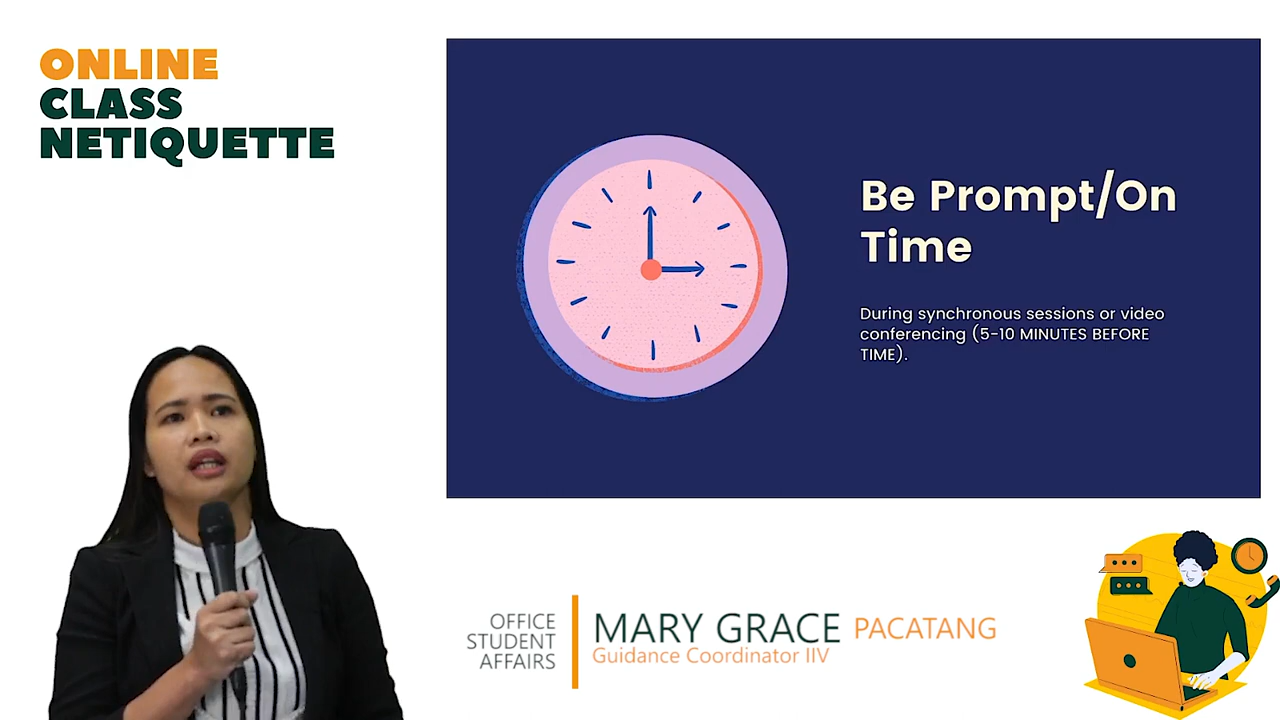 ONLINE
CLASS
NETIQUETTE
Be Prompt/On
Time
During synchronous sessions or video
conferencing (5-10 MINUTES BEFORE
TIME).
OFFICE
STUDENT
AFFAIRS
MARY GRACE PACATANG
Guidance Coordinator IIV